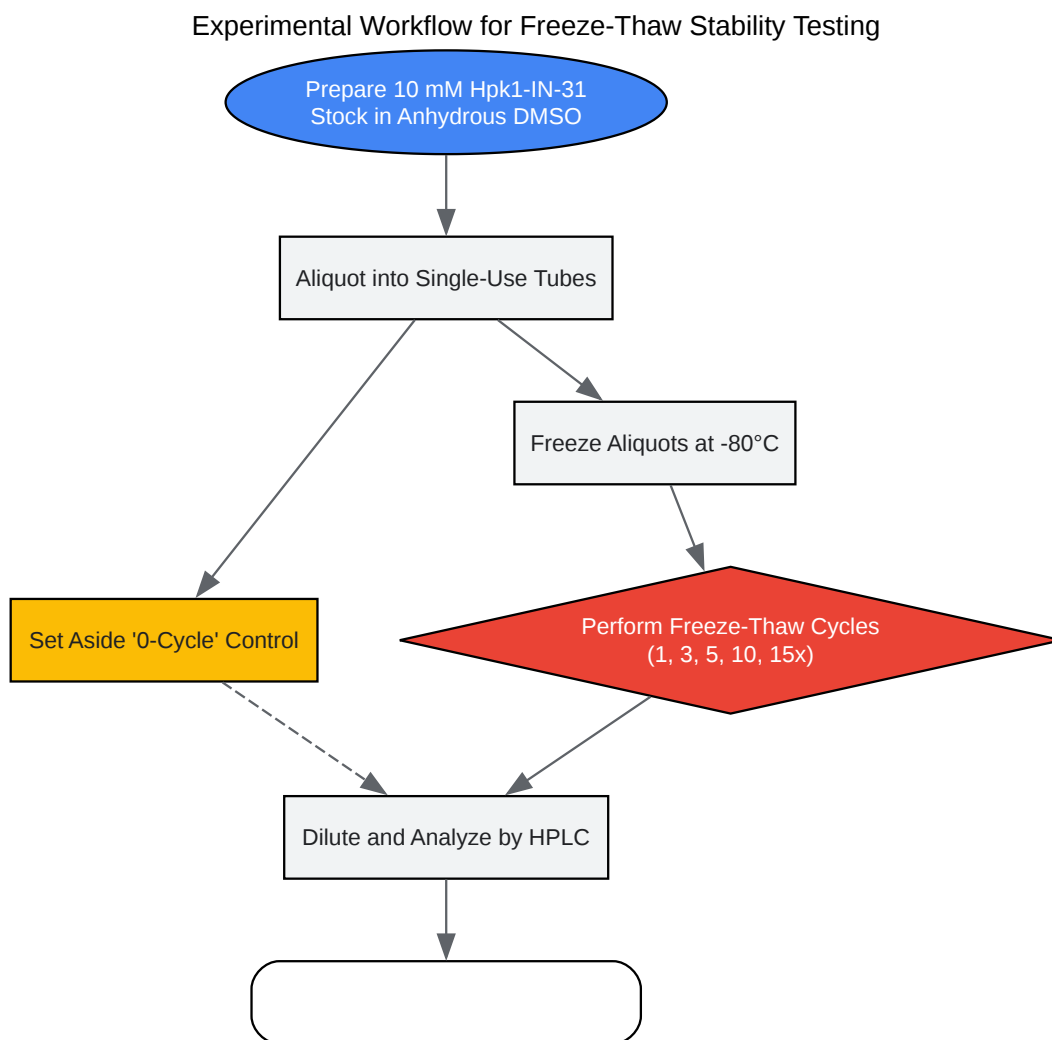 Experimental Workflow for Freeze-Thaw Stability Testing
Prepare 10 mM Hpk1-IN-31
Stock in Anhydrous DMSO
Aliquot into Single-Use Tubes
Freeze Aliquots at -80°C
Set Aside '0-Cycle' Control
Perform Freeze-Thaw Cycles
(1, 3, 5, 10, 15x)
Dilute and Analyze by HPLC